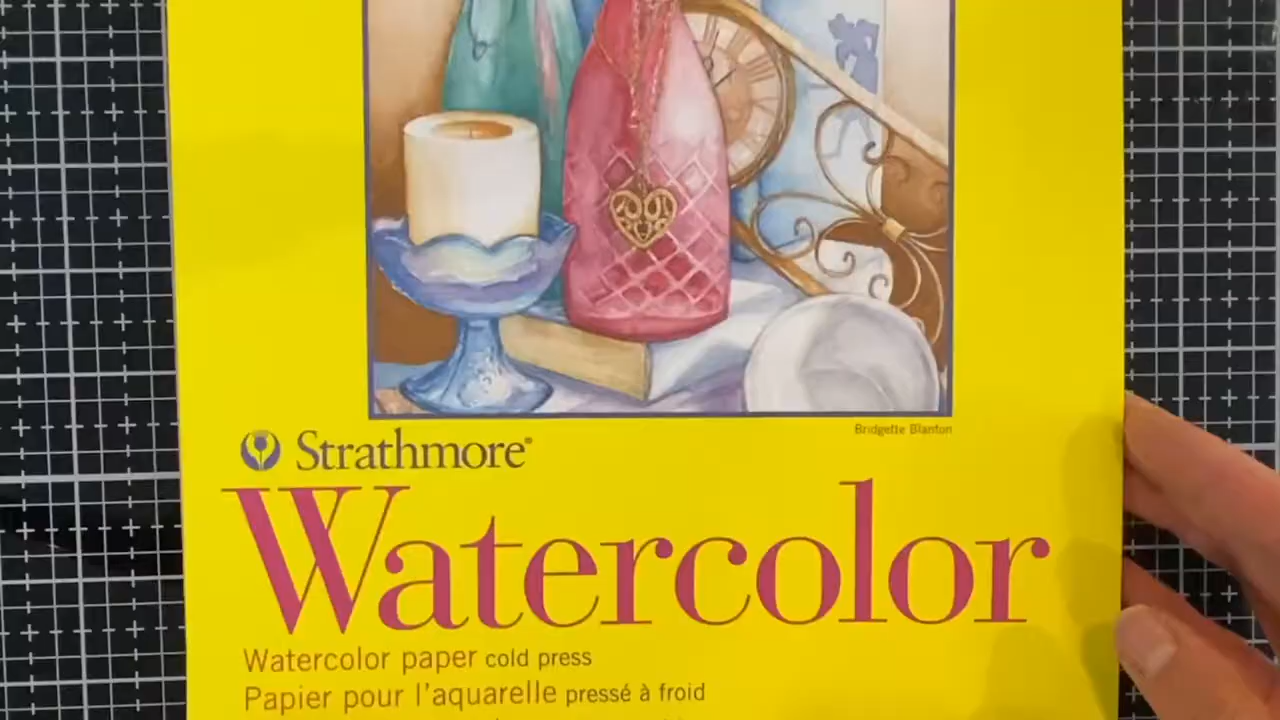 Bridgette Blanton
Strathmore®
Watercolor
Watercolor paper cold press
Papier pour l'aquarelle pressé à froid